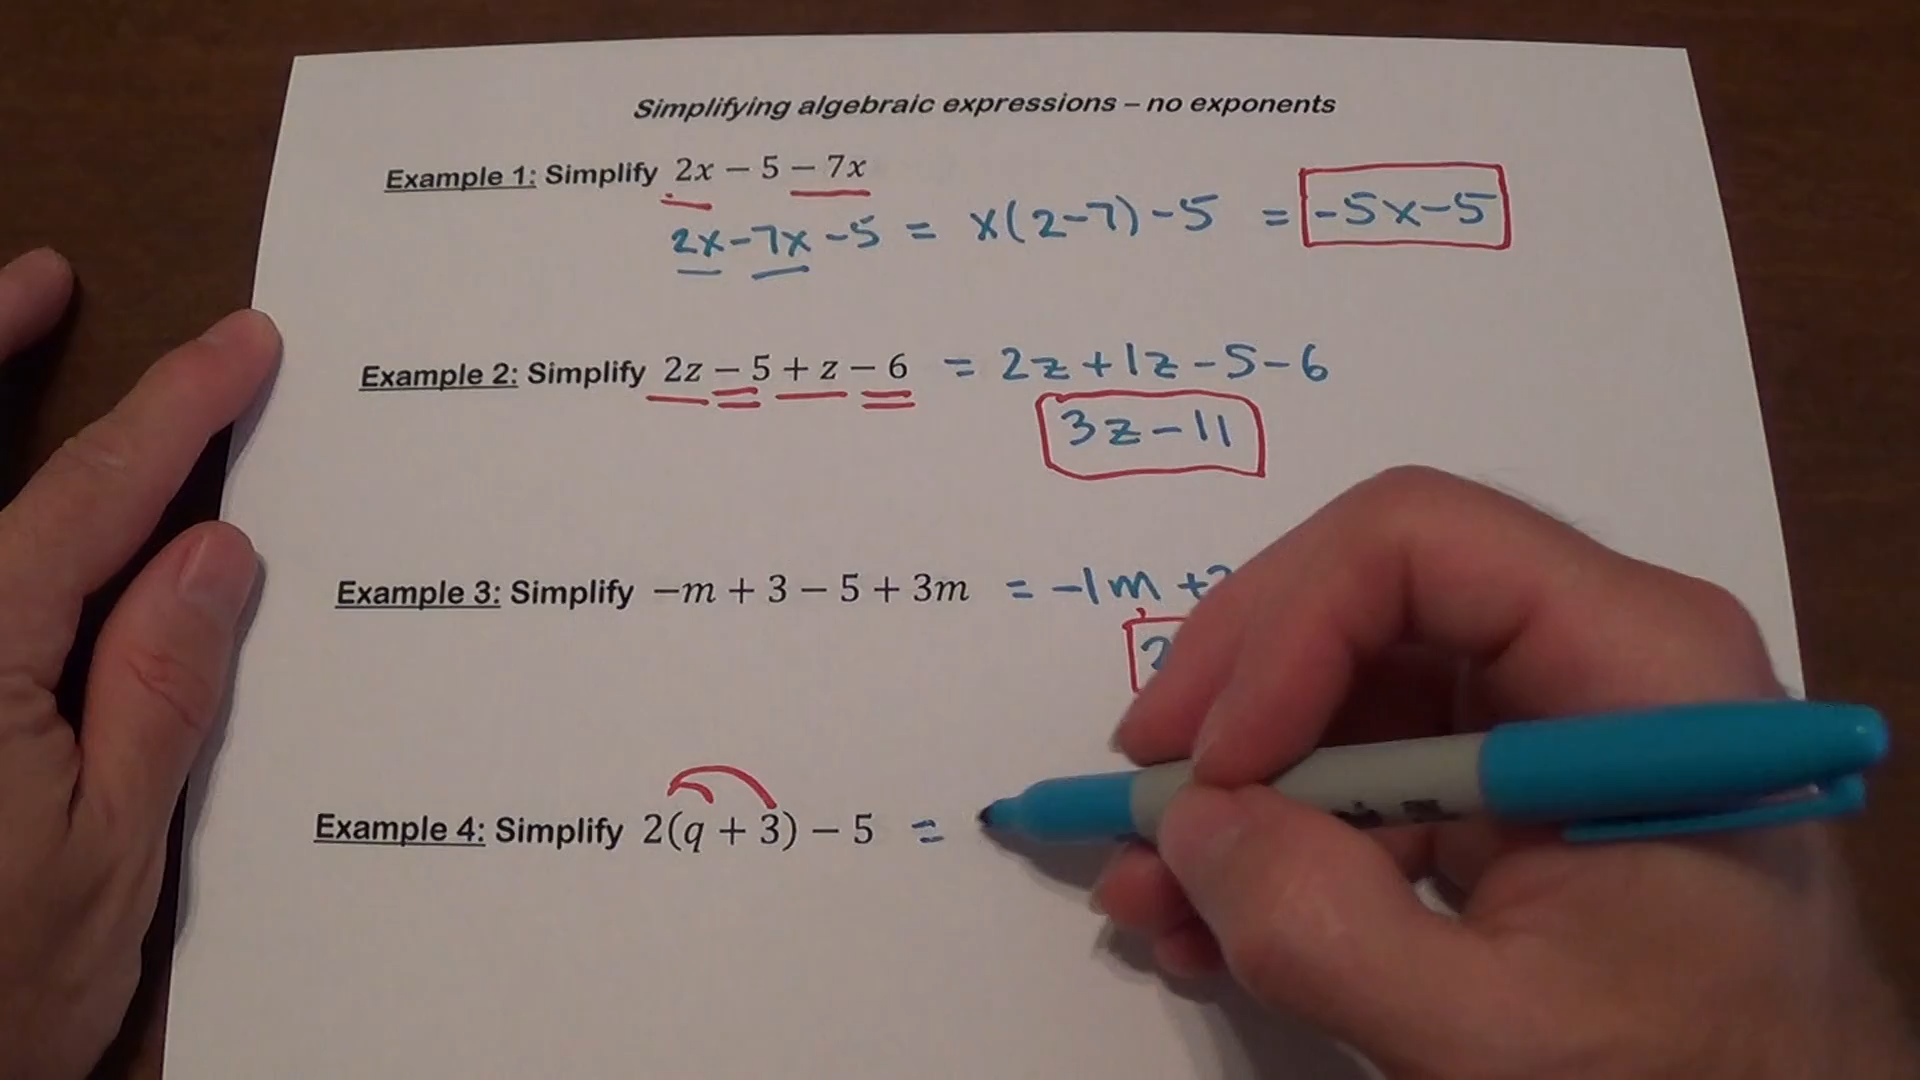 Simplifying algebraic expressions – no exponents
Example 1: Simplify 2x − 5 − 7x
2x-7x-5 = x(2-7)-5 = -5x-5
Example 2: Simplify 2z − 5 + z − 6 = 2z+1z-5-6
3z-11
Example 3: Simplify −m + 3 − 5 + 3m = -1m +
2
Example 4: Simplify 2(q + 3) − 5 =